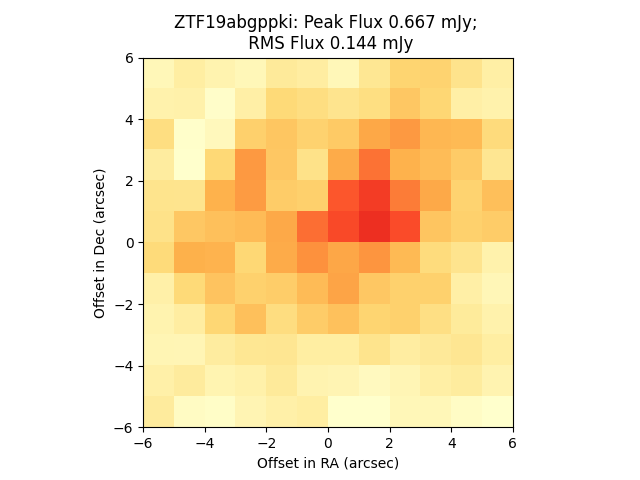 ZTF19abgppki: Peak Flux 0.667 mJy;
RMS Flux 0.144 mJy
6
4
2
0
−2
−4
−6
Offset in Dec (arcsec)
−6 −4 −2 0 2 4 6
Offset in RA (arcsec)